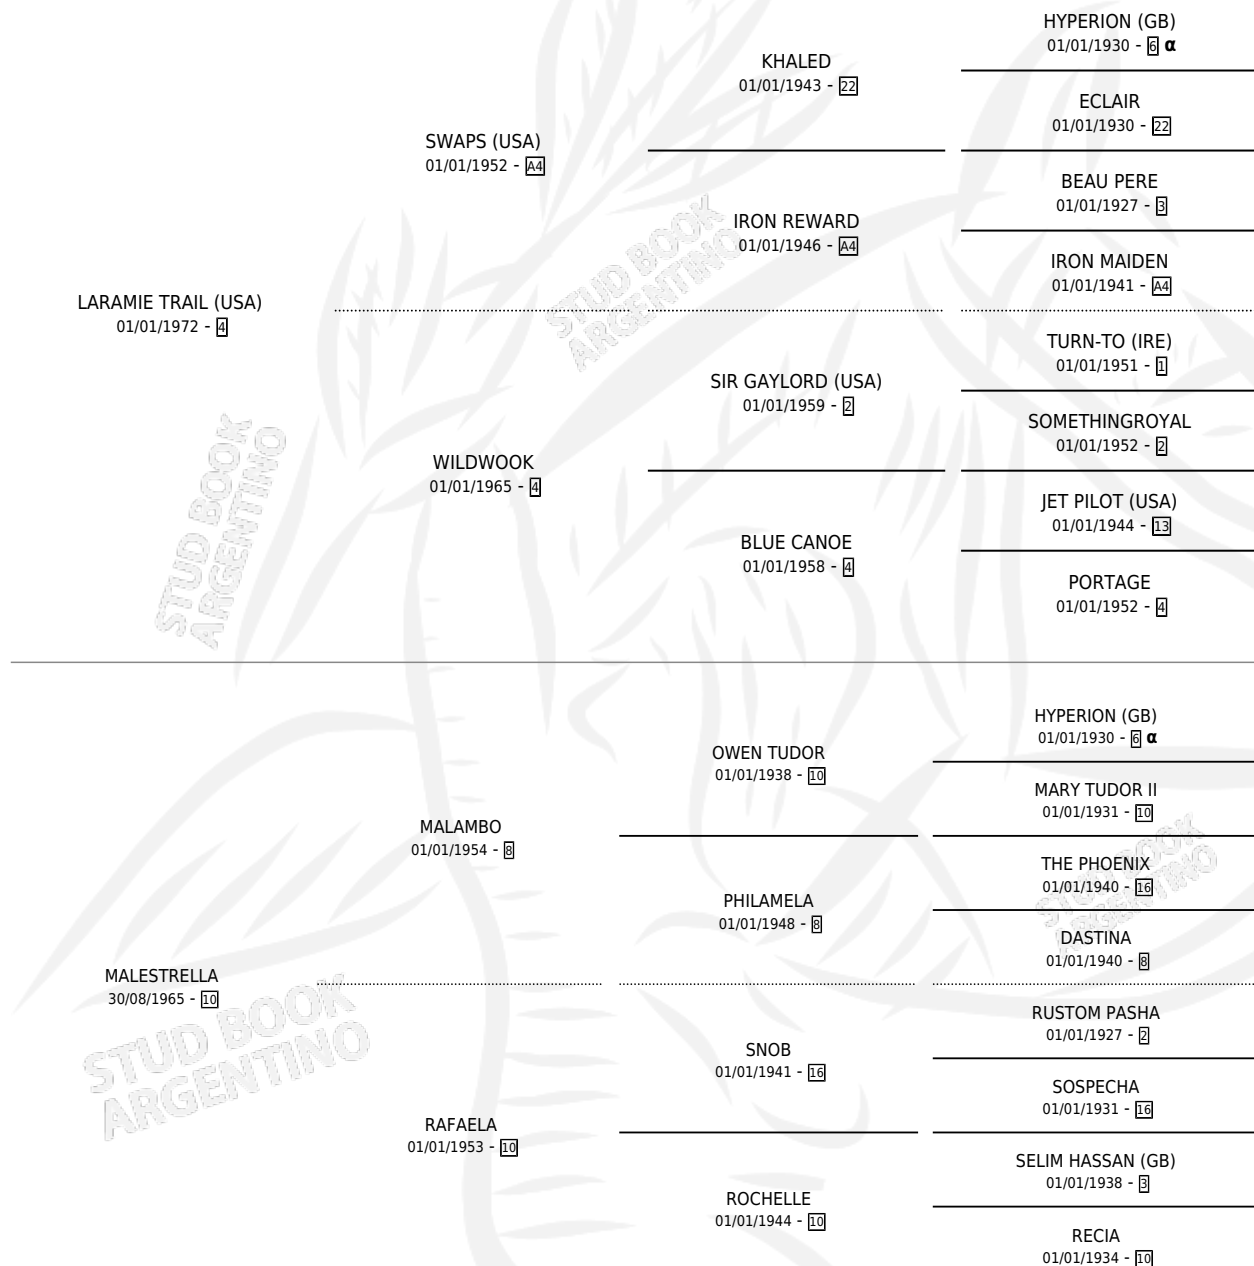 HYPERION (GB)
01/01/1930 - 6 α
KHALED
01/01/1943 - 22
ECLAIR
01/01/1930 - 22
SWAPS (USA)
01/01/1952 - A4
BEAU PERE
01/01/1927 - 3
IRON REWARD
01/01/1946 - A4
IRON MAIDEN
01/01/1941 - A4
LARAMIE TRAIL (USA)
01/01/1972 - 4
TURN-TO (IRE)
01/01/1951 - 1
SIR GAYLORD (USA)
01/01/1959 - 2
SOMETHINGROYAL
01/01/1952 - 2
WILDWOOK
01/01/1965 - 4
JET PILOT (USA)
01/01/1944 - 13
BLUE CANOE
01/01/1958 - 4
PORTAGE
01/01/1952 - 4
HYPERION (GB)
01/01/1930 - 6 α
OWEN TUDOR
01/01/1938 - 10
MARY TUDOR II
01/01/1931 - 10
MALAMBO
01/01/1954 - 8
THE PHOENIX
01/01/1940 - 16
PHILAMELA
01/01/1948 - 8
DASTINA
01/01/1940 - 8
MALESTRELLA
30/08/1965 - 10
RUSTOM PASHA
01/01/1927 - 2
SNOB
01/01/1941 - 16
SOSPECHA
01/01/1931 - 16
RAFAELA
01/01/1953 - 10
SELIM HASSAN (GB)
01/01/1938 - 3
ROCHELLE
01/01/1944 - 10
RECIA
01/01/1934 - 10
STUD BOOK
ARGENTINO
STUD BOOK
ARGENTINO
STUD BOOK
ARGENTINO
STUD BOOK
ARGENTINO